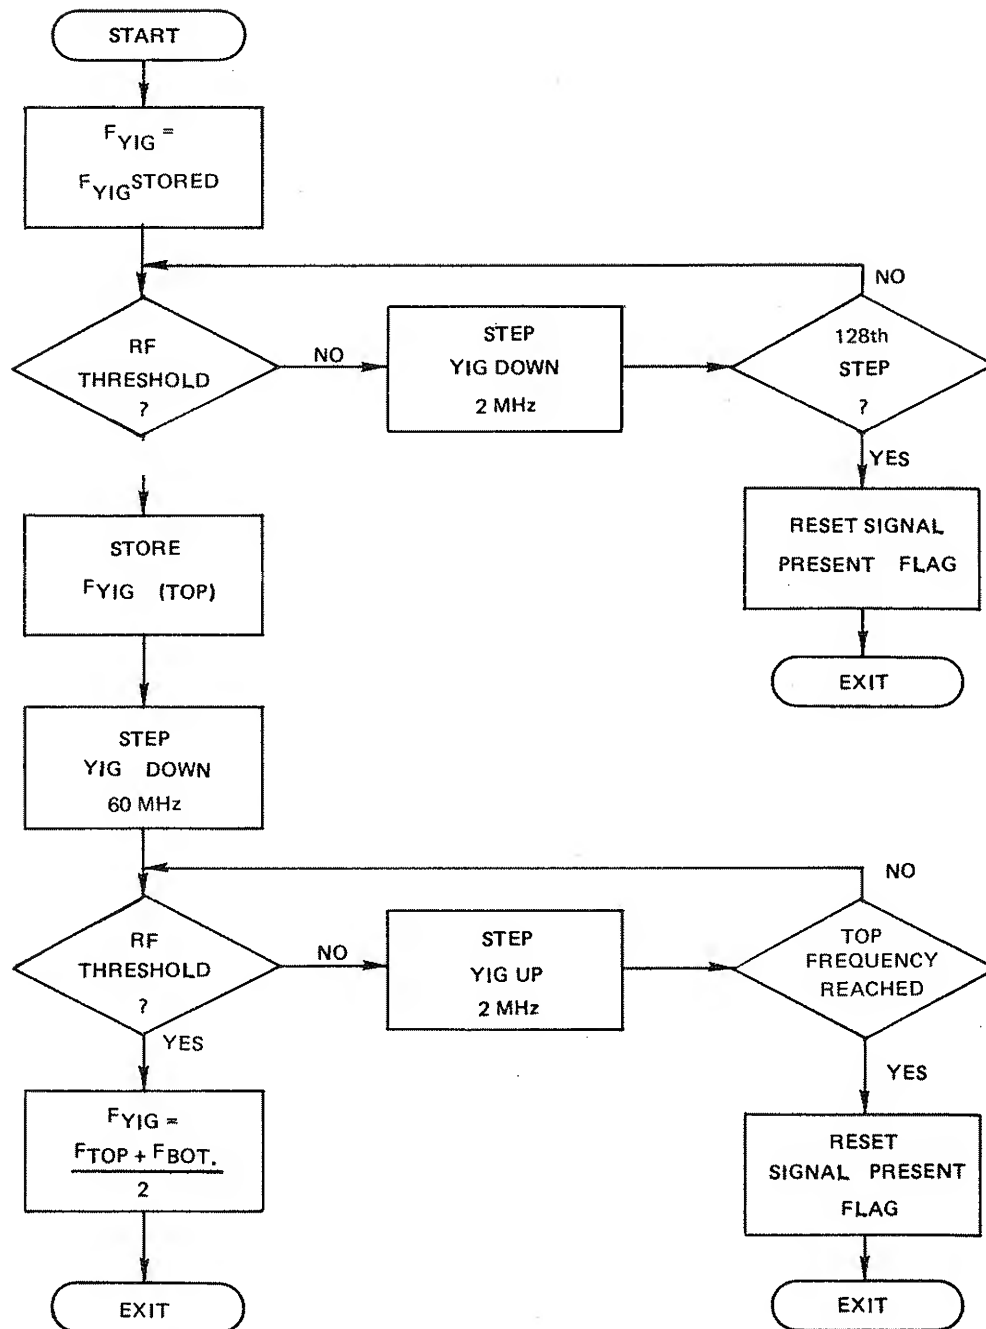 START
FYIG =
FYIG STORED
NO
RF
THRESHOLD
?
NO
STEP
YIG DOWN
2 MHz
128th
STEP
?
YES
STORE
FYIG (TOP)
RESET SIGNAL
PRESENT FLAG
EXIT
STEP
YIG DOWN
60 MHz
NO
RF
THRESHOLD
?
NO
STEP
YIG UP
2 MHz
TOP
FREQUENCY
REACHED
YES
YES
FYIG =
FTOP + FBOT.
2
RESET
SIGNAL PRESENT
FLAG
EXIT
EXIT